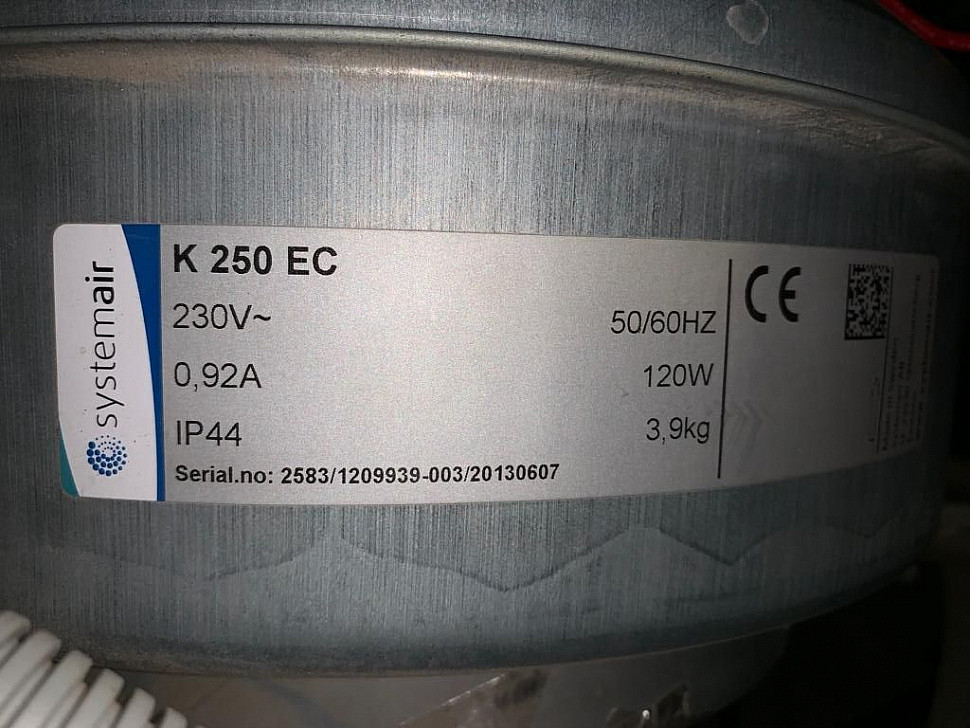 systemair
K 250 EC
230V~ 50/60HZ
0,92A 120W
IP44 3,9kg
Serial.no: 2583/1209939-003/20130607
CE